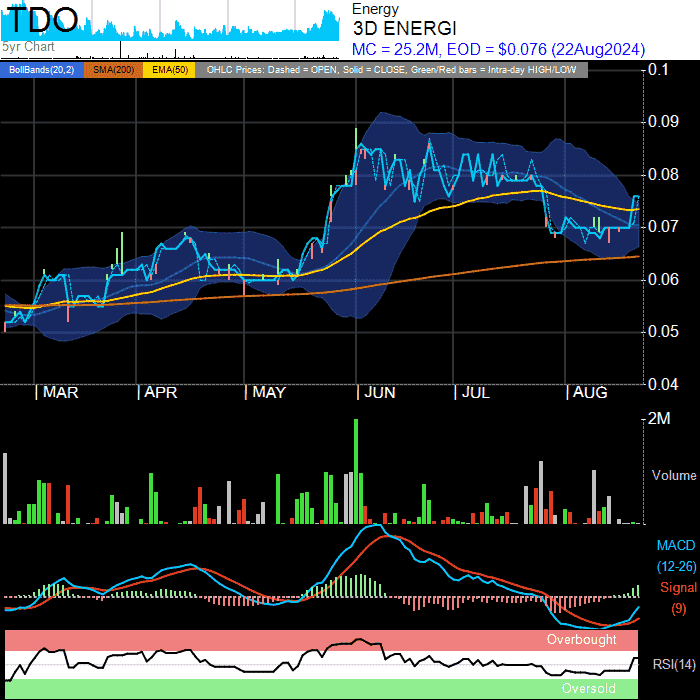 TDO
5yr Chart
Energy
3D ENERGI
MC = 25.2M, EOD = $0.076 (22Aug2024)
BollBands(20,2) SMA(200) EMA(50) OHLC Prices: Dashed = OPEN, Solid = CLOSE, Green/Red bars = Intra-day HIGH/LOW
0.1
0.09
0.08
0.07
0.06
0.05
0.04
| MAR | APR | MAY | JUN | JUL | AUG
2M
Volume
MACD
(12-26)
Signal
(9)
Overbought
RSI(14)
Oversold